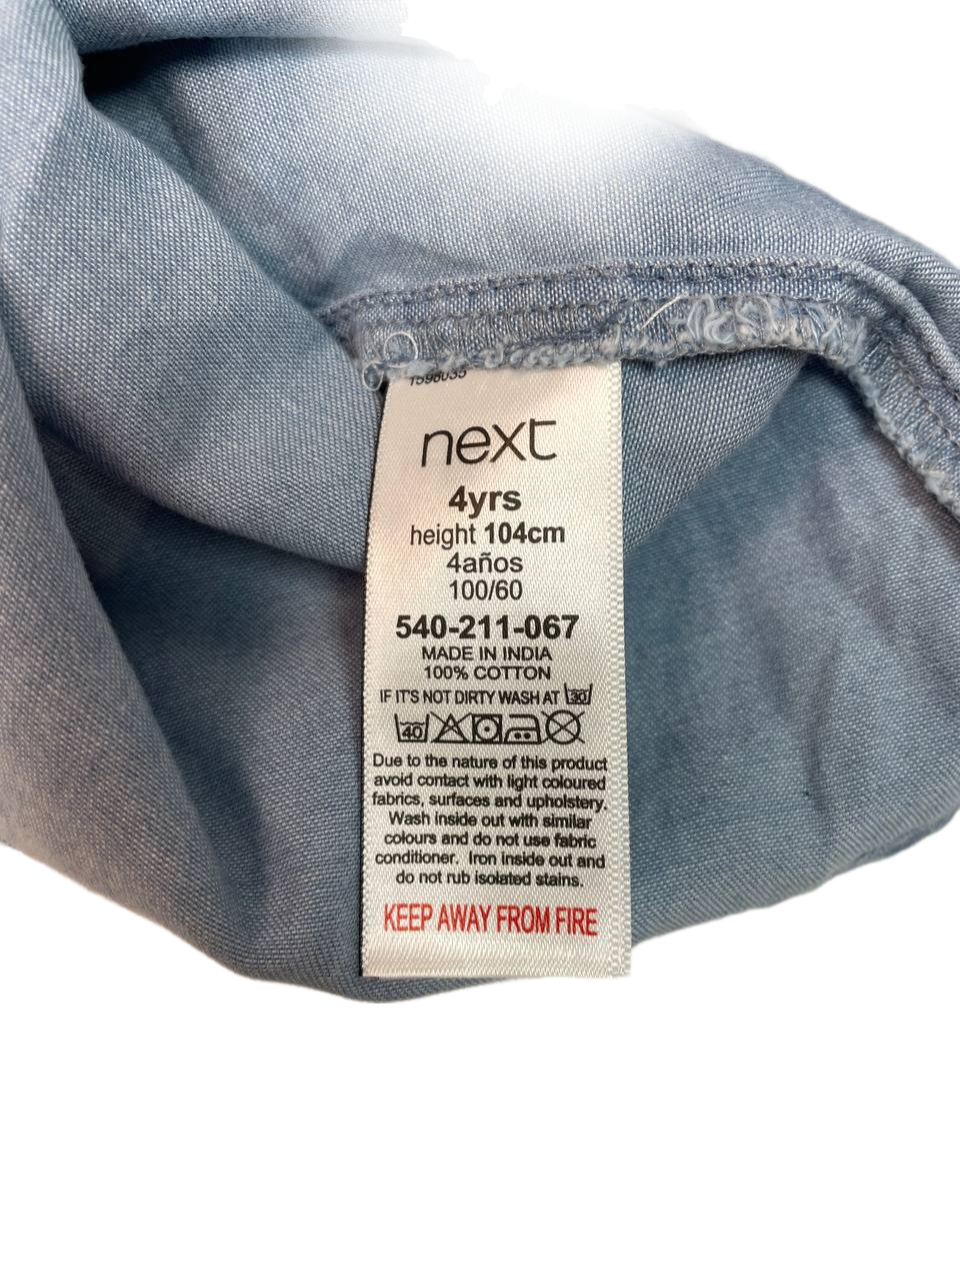 1598035
next
4yrs
height 104cm
4años
100/60
540-211-067
MADE IN INDIA
100% COTTON
IF IT'S NOT DIRTY WASH AT 30
40
Due to the nature of this product
avoid contact with light coloured
fabrics, surfaces and upholstery.
Wash inside out with similar
colours and do not use fabric
conditioner. Iron inside out and
do not rub isolated stains.
KEEP AWAY FROM FIRE